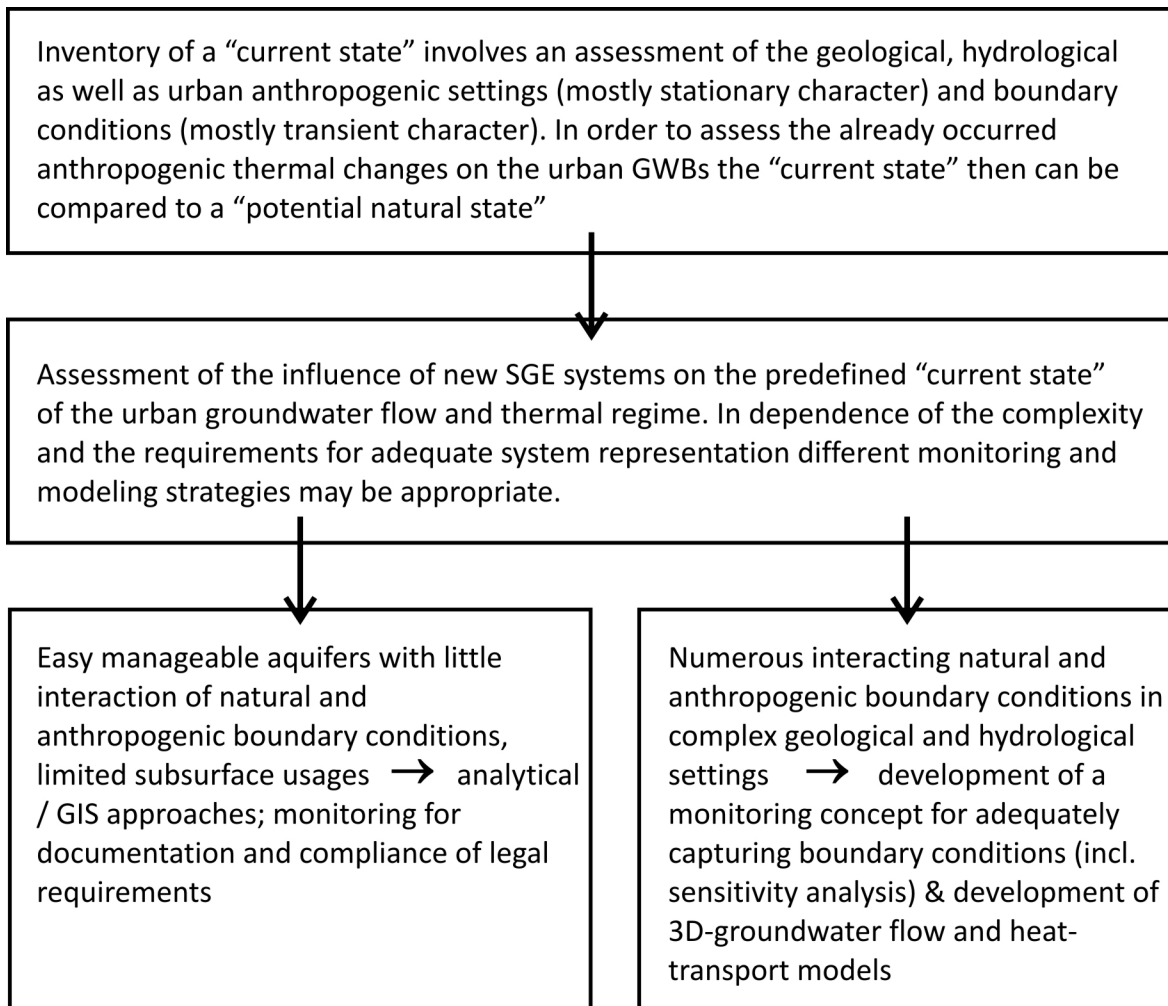 Inventory of a “current state” involves an assessment of the geological, hydrological
as well as urban anthropogenic settings (mostly stationary character) and boundary
conditions (mostly transient character). In order to assess the already occurred
anthropogenic thermal changes on the urban GWBs the “current state” then can be
compared to a “potential natural state”
Assessment of the influence of new SGE systems on the predefined “current state”
of the urban groundwater flow and thermal regime. In dependence of the complexity
and the requirements for adequate system representation different monitoring and
modeling strategies may be appropriate.
Easy manageable aquifers with little
interaction of natural and
anthropogenic boundary conditions,
limited subsurface usages → analytical
/ GIS approaches; monitoring for
documentation and compliance of legal
requirements
Numerous interacting natural and
anthropogenic boundary conditions in
complex geological and hydrological
settings → development of a
monitoring concept for adequately
capturing boundary conditions (incl.
sensitivity analysis) & development of
3D-groundwater flow and heat-
transport models